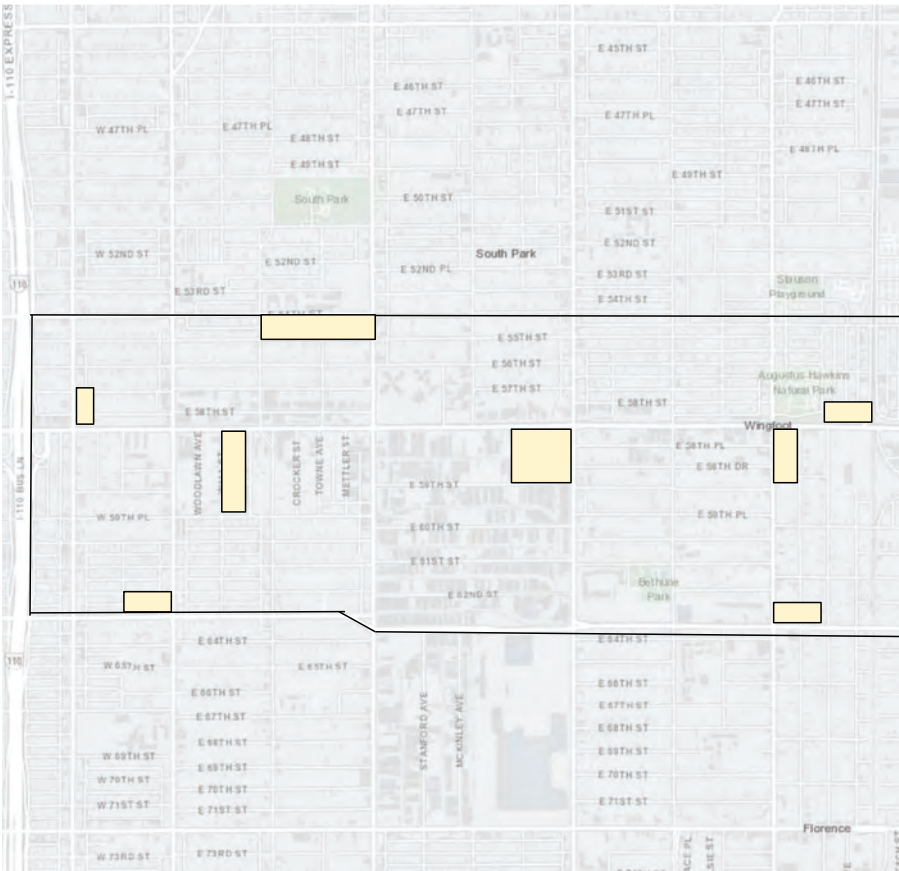 I-110 EXPRESS
E 45TH ST
E 46TH ST
E 46TH ST
E 47TH ST
E 47TH ST
E 47TH PL
W 47TH PL
E 47TH PL
E 48TH ST
E 48TH PL
E 49TH ST
E 49TH ST
South Park
E 50TH ST
E 51ST ST
W 52ND ST
E 52ND ST
E 52ND PL
South Park
E 52ND ST
E 53RD ST
E 53RD ST
E 54TH ST
Slauson
Playground
110
E 55TH ST
E 56TH ST
E 57TH ST
Augustus Hawkins
Natural Park
E 58TH ST
E 58TH ST
Wingfoot
E 58TH PL
E 58TH DR
WOODLAWN AVE
CROCKER ST
TOWNE AVE
METTLER ST
I-110 BUS LN
E 59TH ST
W 59TH PL
E 59TH PL
E 60TH ST
E 61ST ST
Bethune
Park
E 62ND ST
E 64TH ST
E 64TH ST
110
W 65TH ST
E 65TH ST
E 66TH ST
E 66TH ST
E 67TH ST
E 67TH ST
STANFORD AVE
MCKINLEY AVE
E 68TH ST
E 68TH ST
W 69TH ST
E 69TH ST
E 69TH ST
W 70TH ST
E 70TH ST
E 70TH ST
W 71ST ST
E 71ST ST
E 71ST ST
Florence
W 73RD ST
E 73RD ST